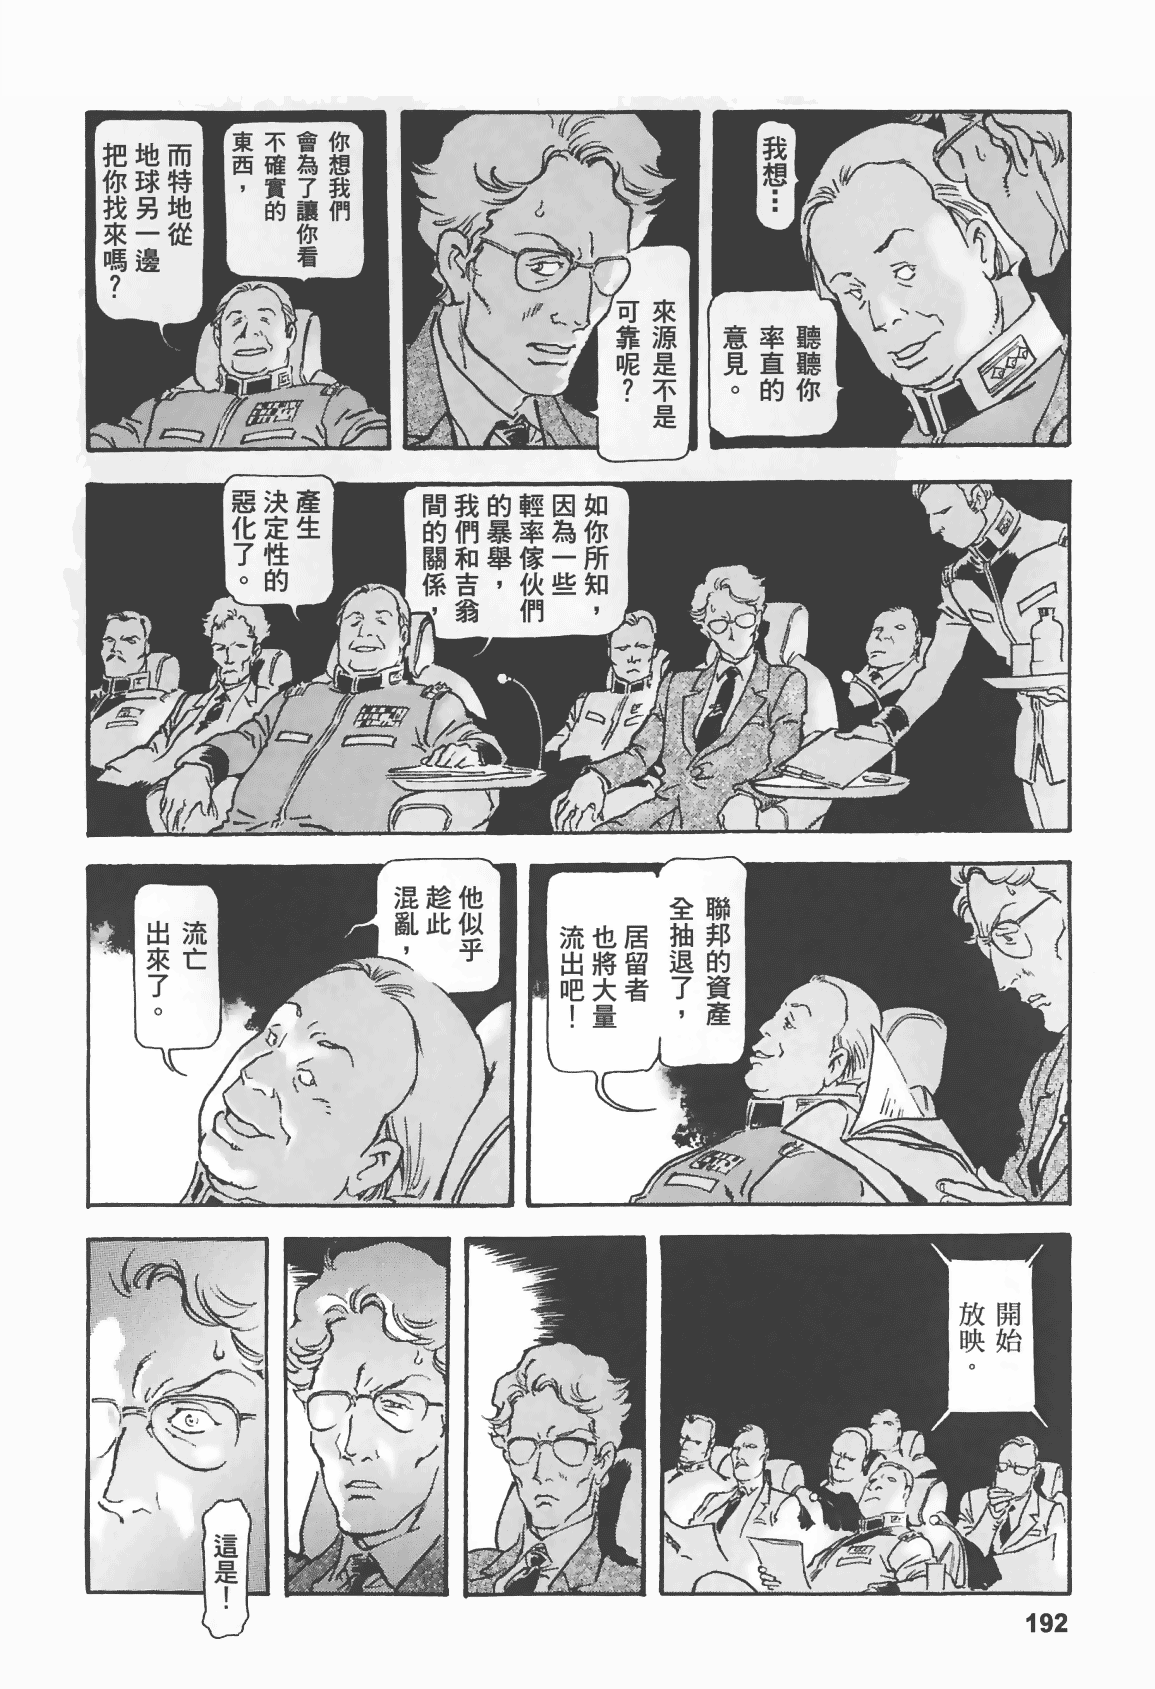 我想⋯
聽聽你
率直的
意見。
來源是不是
可靠呢？
你想我們
會為了讓你看
不確實的
東西，
而特地從
地球另一邊
把你找來嗎？
如你所知，
因為一些
輕率傢伙們
的暴舉，
我們和吉翁
間的關係，
產生
決定性的
惡化了。
聯邦的資產
全抽退了，
居留者
也將大量
流出吧！
他似乎
趁此
混亂，
流亡
出來了。
開始
放映。
這是！
192